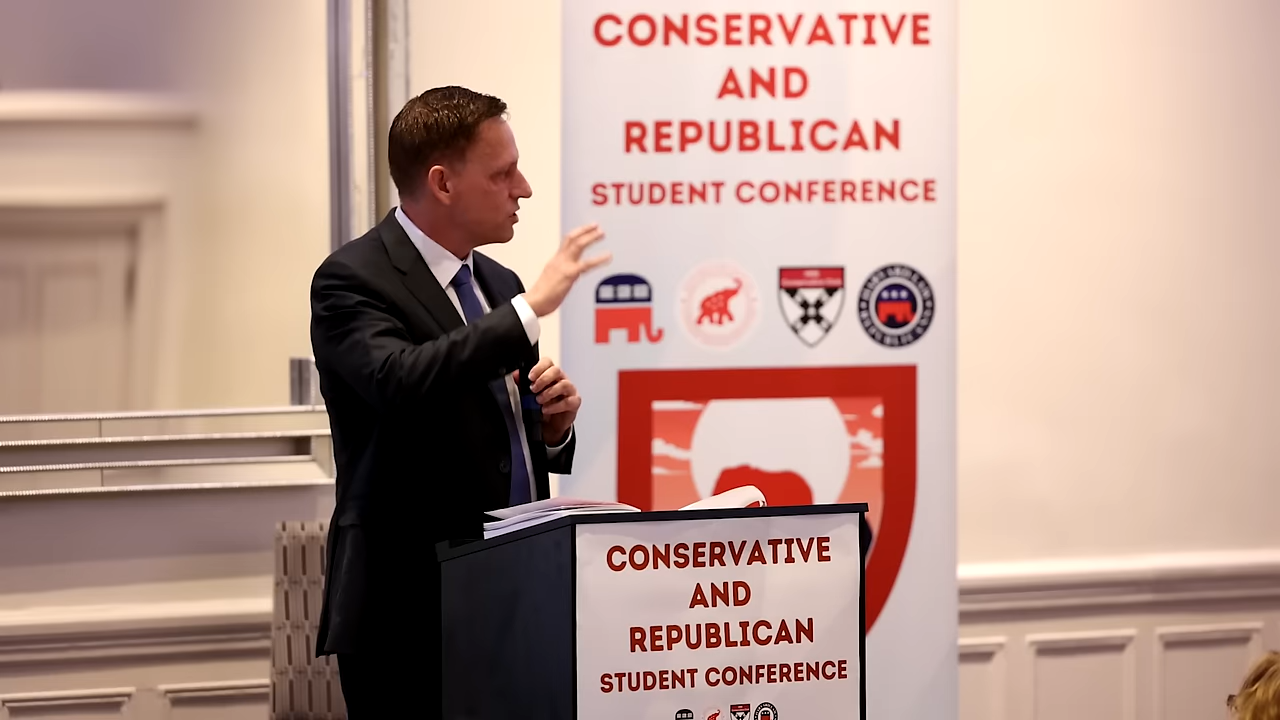 CONSERVATIVE
AND
REPUBLICAN
STUDENT CONFERENCE
CONSERVATIVE
AND
REPUBLICAN
STUDENT CONFERENCE